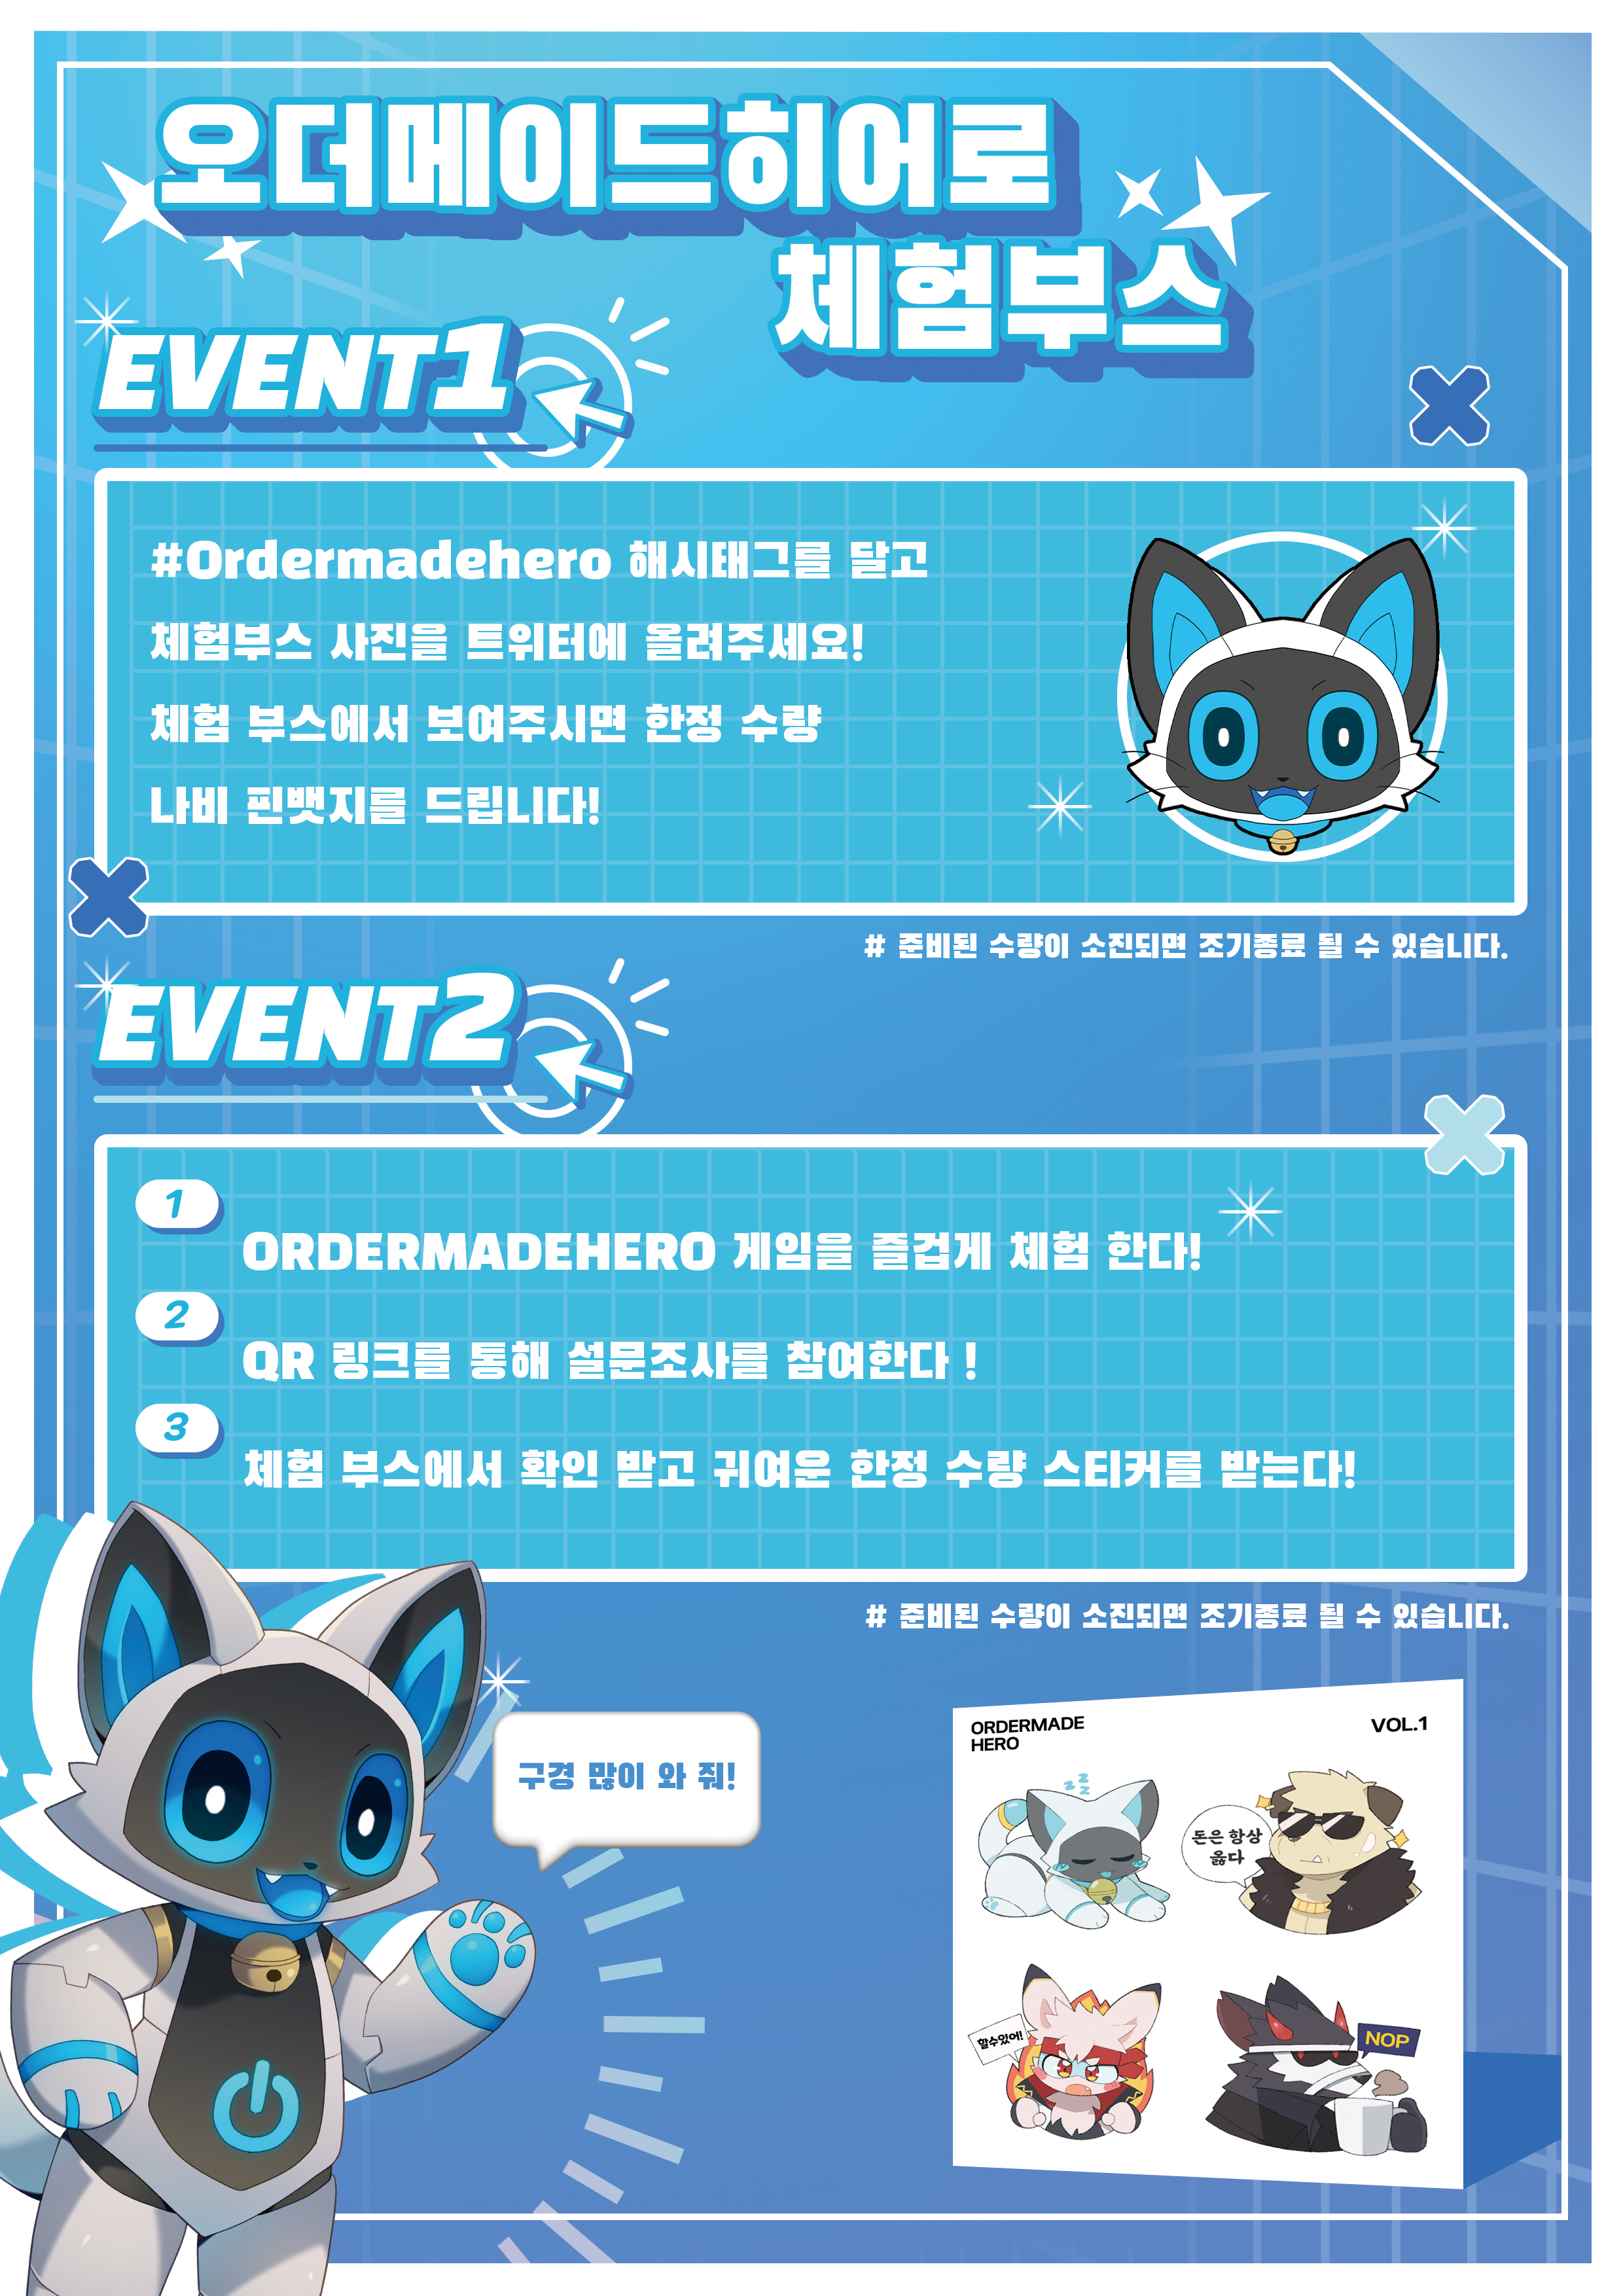 오더메이드히어로
체험부스
EVENT1
#Ordermadehero 해시태그를 달고
체험부스 사진을 트위터에 올려주세요!
체험 부스에서 보여주시면 한정 수량
나비 핀뱃지를 드립니다!
# 준비된 수량이 소진되면 조기종료 될 수 있습니다.
EVENT2
1
ORDERMADEHERO 게임을 즐겁게 체험 한다!
2
QR 링크를 통해 설문조사를 참여한다 !
3
체험 부스에서 확인 받고 귀여운 한정 수량 스티커를 받는다!
# 준비된 수량이 소진되면 조기종료 될 수 있습니다.
구경 많이 와 줘!
ORDERMADE
HERO
VOL.1
z z z
돈은 항상
옳다
할수있어!
NOP